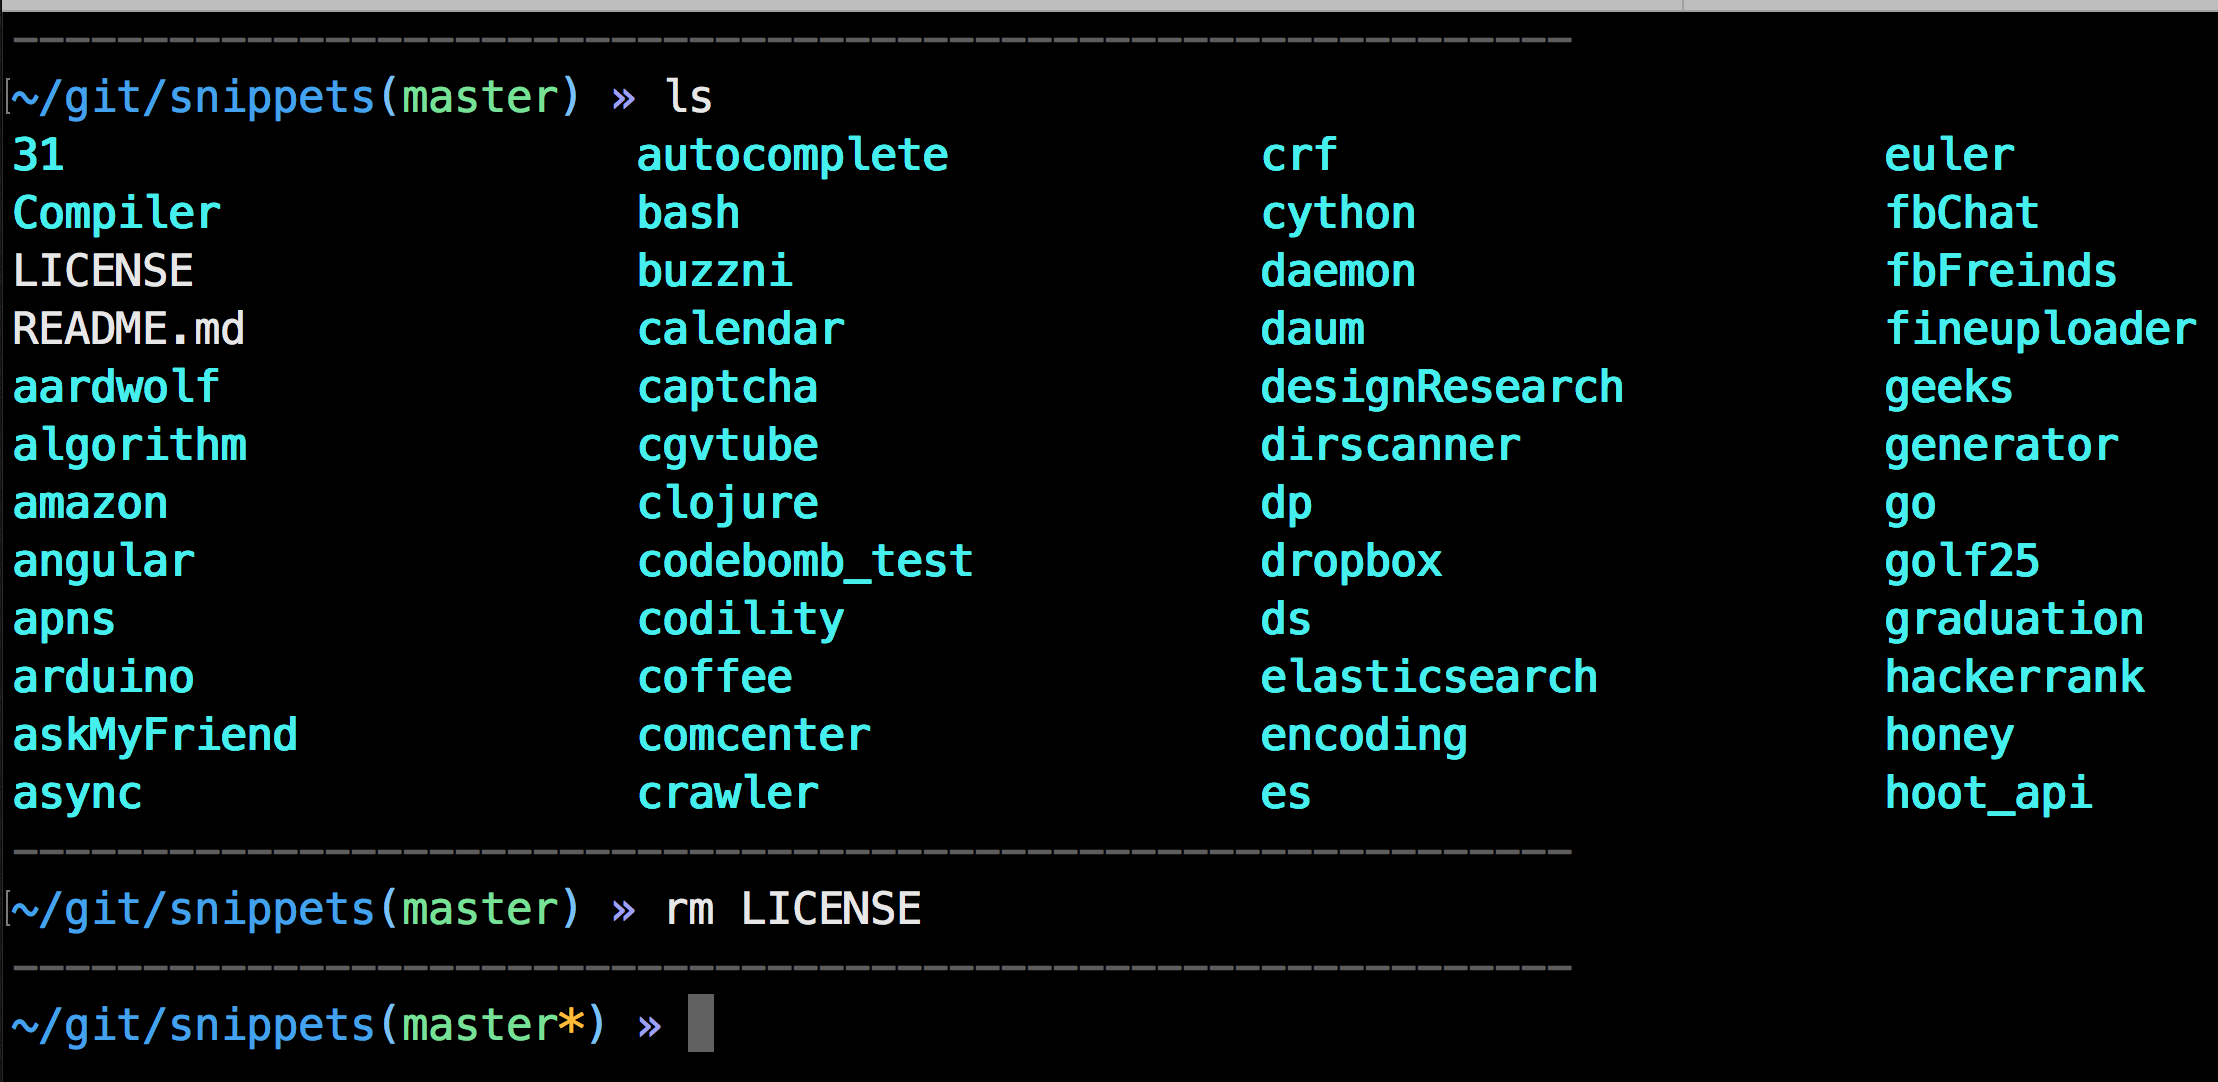 ------------------------------------------------------------
~/git/snippets(master) » ls
31 autocomplete crf euler
Compiler bash cython fbChat
LICENSE buzzni daemon fbFreinds
README.md calendar daum fineuploader
aardwolf captcha designResearch geeks
algorithm cgvtube dirscanner generator
amazon clojure dp go
angular codebomb_test dropbox golf25
apns codility ds graduation
arduino coffee elasticsearch hackerrank
askMyFriend comcenter encoding honey
async crawler es hoot_api
------------------------------------------------------------
~/git/snippets(master) » rm LICENSE
------------------------------------------------------------
~/git/snippets(master*) »